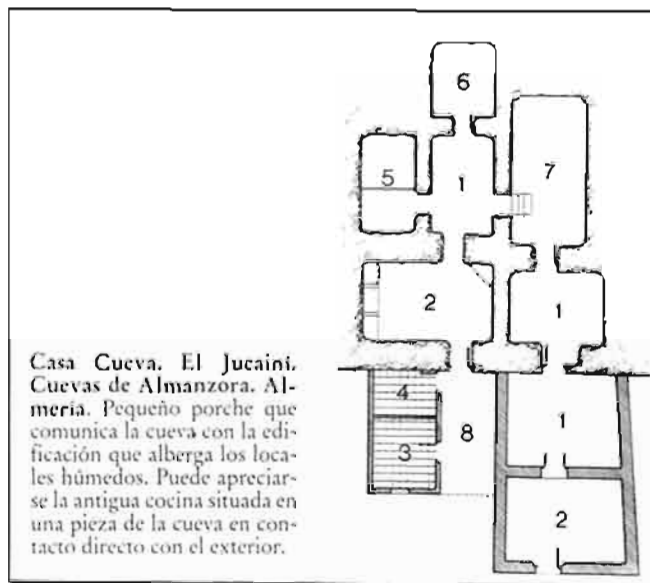 6
5
1
7
2
1
4
8
1
3
2
Casa Cueva. El Jucainí.
Cuevas de Almanzora. Al-
mería. Pequeño porche que
comunica la cueva con la edi-
ficación que alberga los loca-
les húmedos. Puede apreciar-
se la antigua cocina situada en
una pieza de la cueva en con-
tacto directo con el exterior.